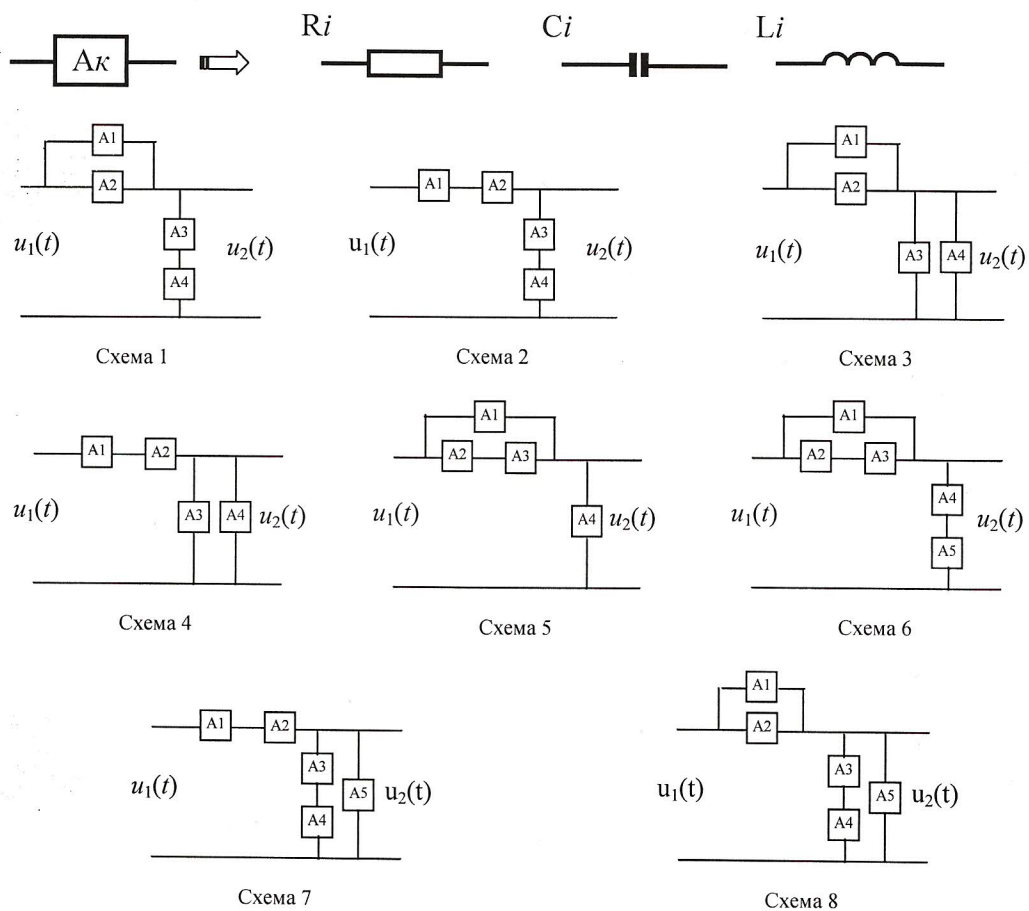 Ак
Ri
Ci
Li
A1
A2
A3
A4
u₁(t)
u₂(t)
Схема 1
A1
A2
A3
A4
u₁(t)
u₂(t)
Схема 2
A1
A2
A3
A4
u₁(t)
u₂(t)
Схема 3
A1
A2
A3
A4
u₁(t)
u₂(t)
Схема 4
A1
A2
A3
A4
u₁(t)
u₂(t)
Схема 5
A1
A2
A3
A4
A5
u₁(t)
u₂(t)
Схема 6
A1
A2
A3
A4
A5
u₁(t)
u₂(t)
Схема 7
A1
A2
A3
A4
A5
u₁(t)
u₂(t)
Схема 8